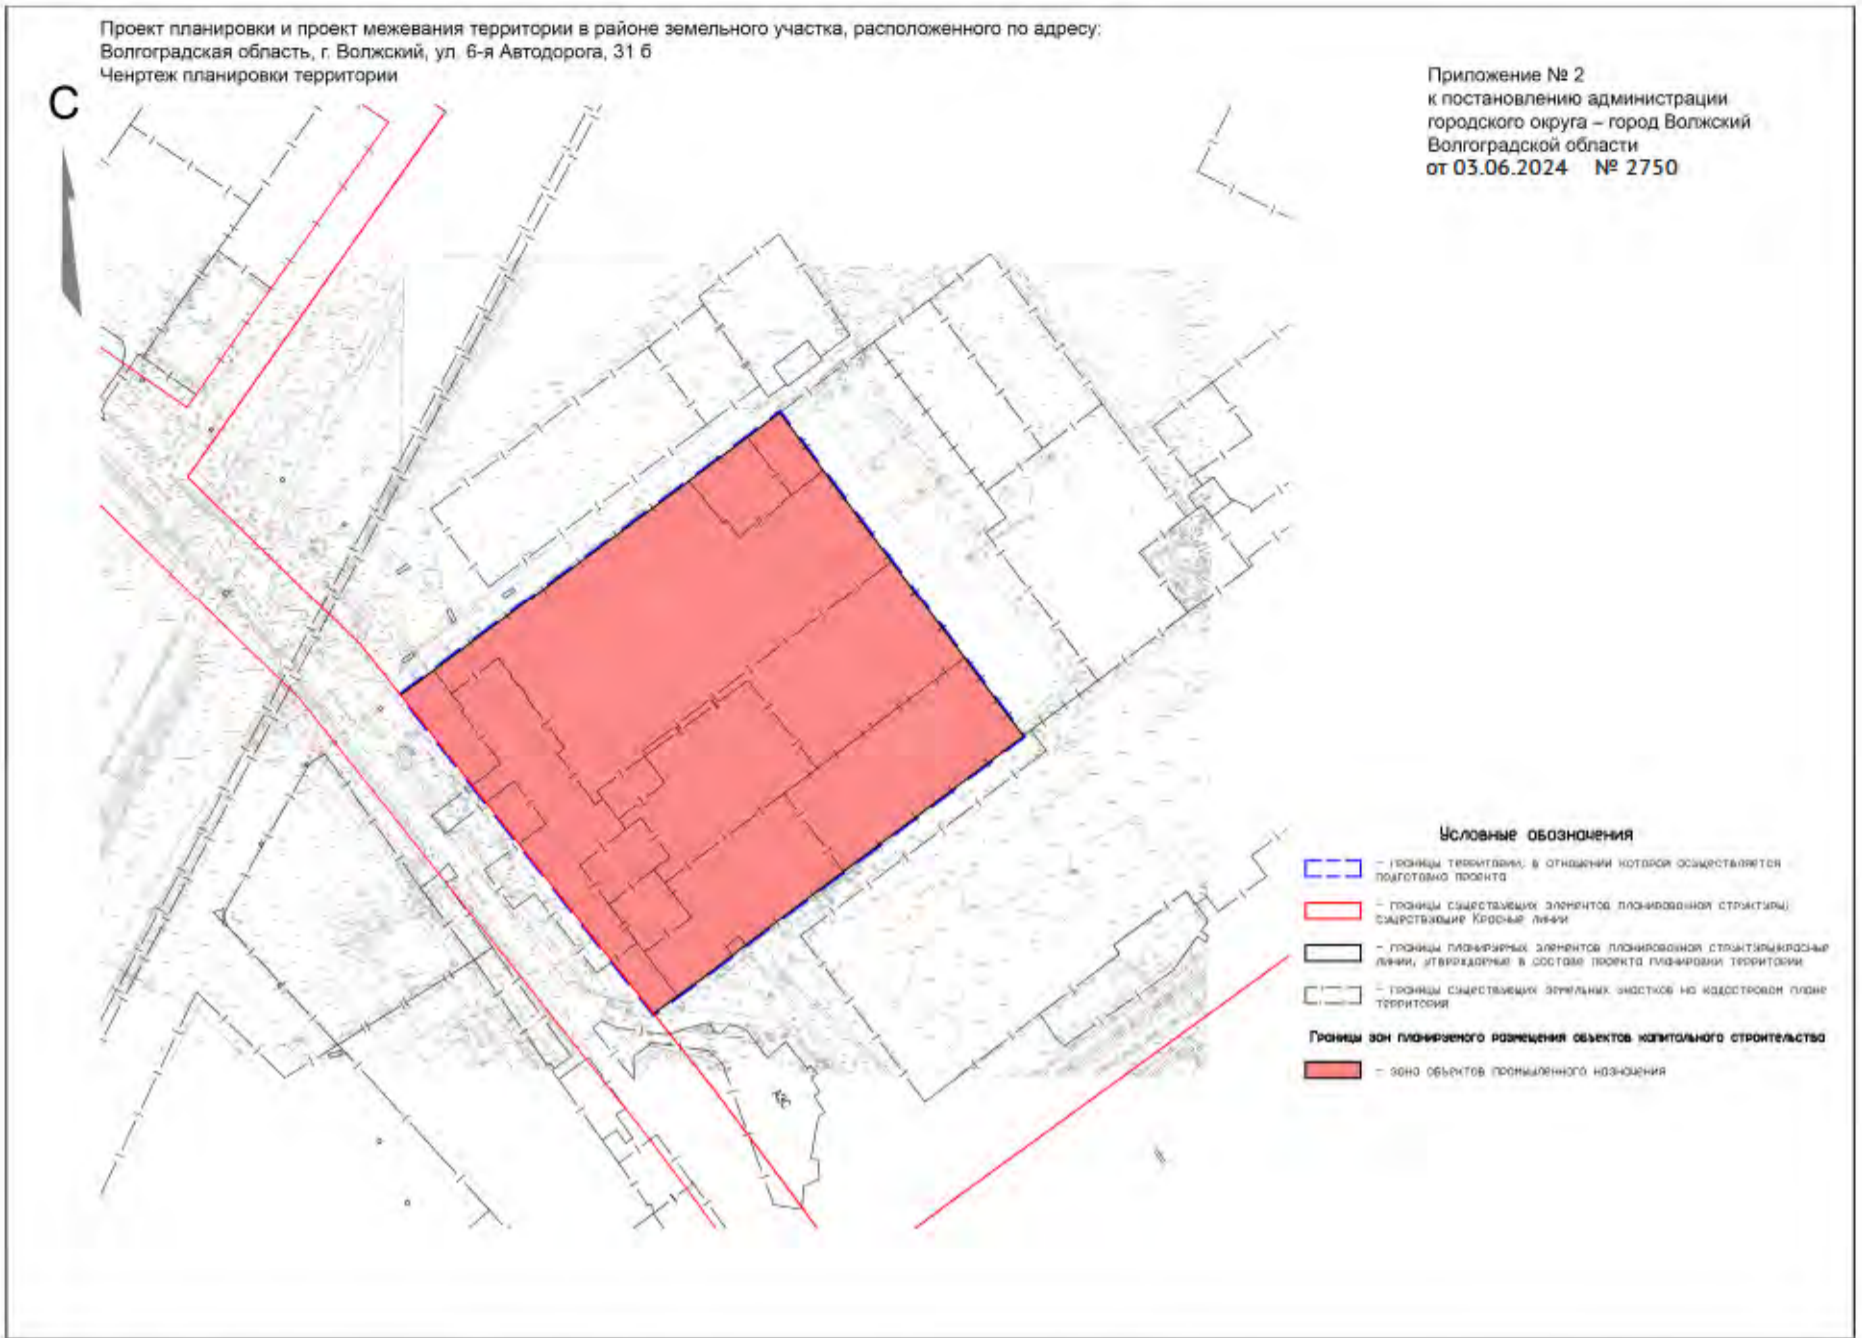 Проект планировки и проект межевания территории в районе земельного участка, расположенного по адресу:
Волгоградская область, г. Волжский, ул. 6-я Автодорога, 31 б
Ченртеж планировки территории
С
Приложение № 2
к постановлению администрации
городского округа – город Волжский
Волгоградской области
от 03.06.2024 № 2750
Условные обозначения
- границы территории, в отношении которой осуществляется
подготовка проекта
- границы существующих элементов планировочной структуры/
существующие Красные линии
- границы планируемых элементов планировочной структуры/красные
линии, утверждаемые в составе проекта планировки территории
- границы существующих земельных участков на кадастровом плане
территории
Границы зон планируемого размещения объектов капитального строительства
- зона объектов промышленного назначения